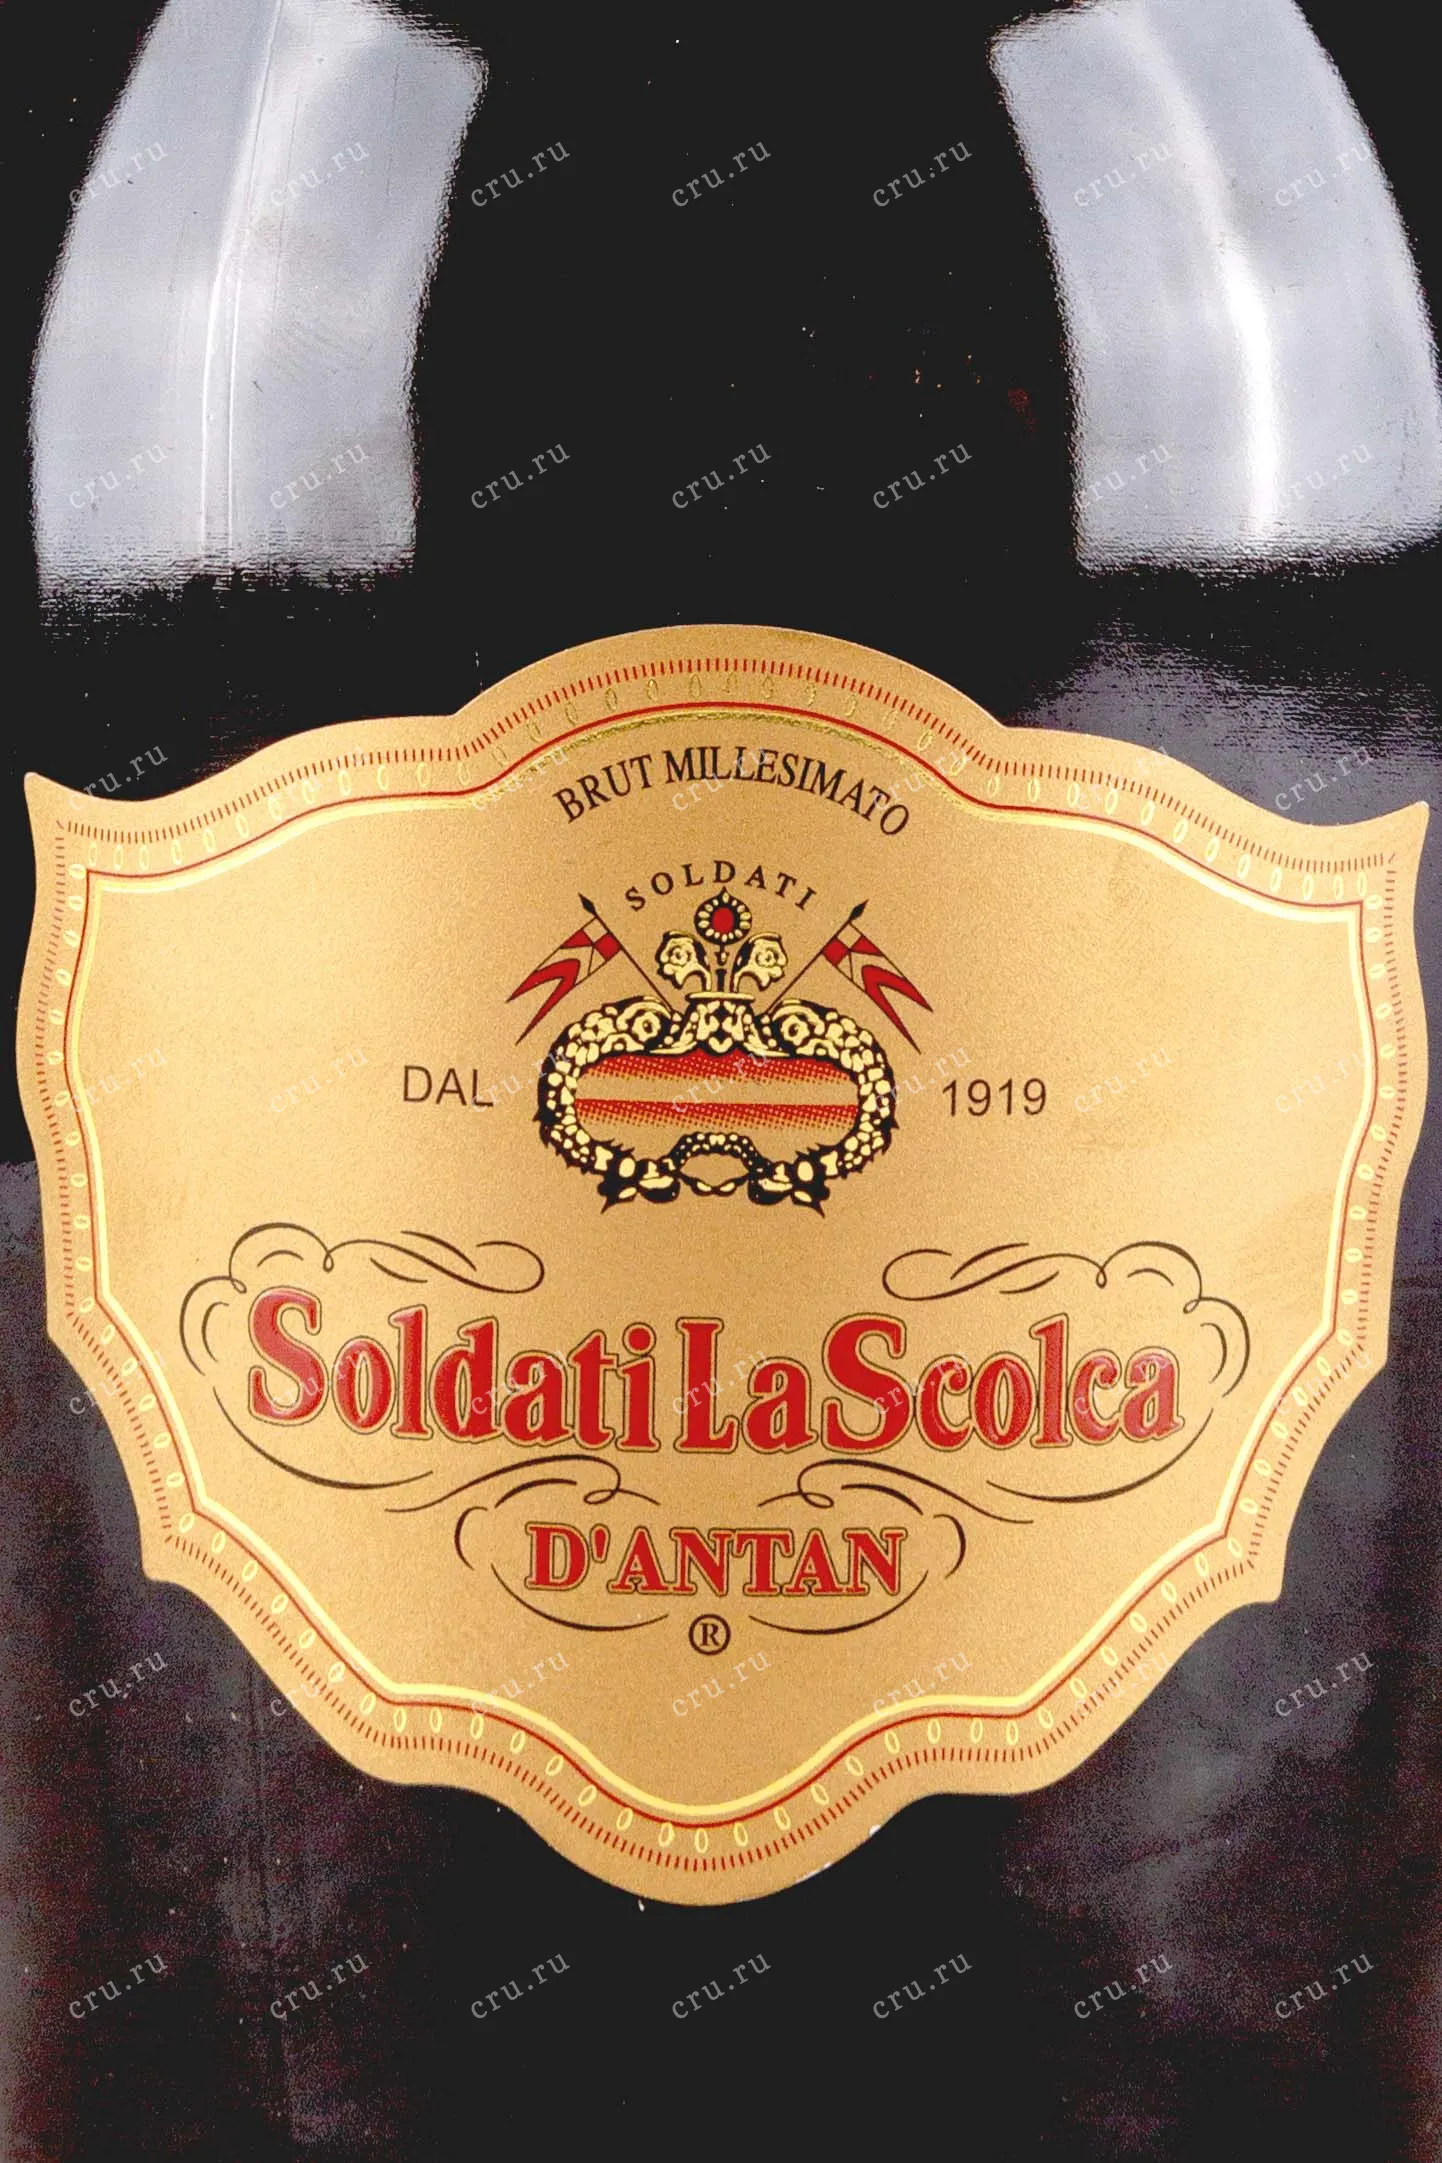 BRUT MILLESIMATO
SOLDATI
DAL 1919
Soldati La Scolca
D'ANTAN
®
cru.ru